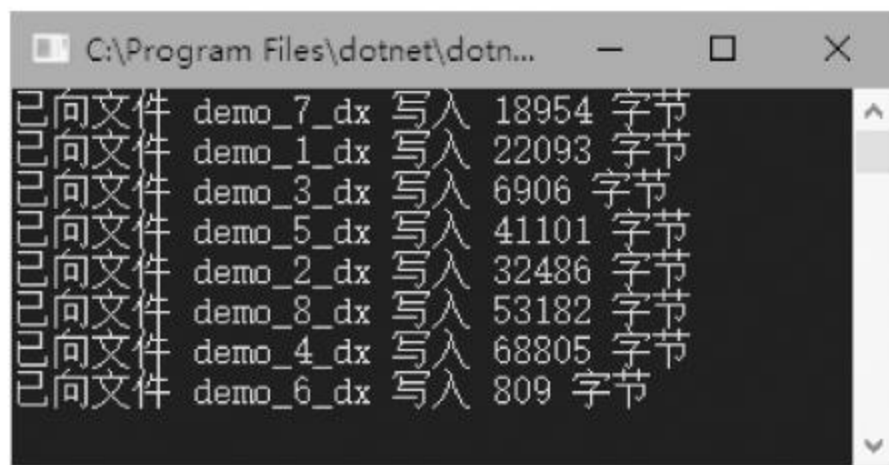 C:\Program Files\dotnet\dotn...
已向文件 demo_7_dx 写入 18954 字节
已向文件 demo_1_dx 写入 22093 字节
已向文件 demo_3_dx 写入 6906 字节
已向文件 demo_5_dx 写入 41101 字节
已向文件 demo_2_dx 写入 32486 字节
已向文件 demo_8_dx 写入 53182 字节
已向文件 demo_4_dx 写入 68805 字节
已向文件 demo_6_dx 写入 809 字节